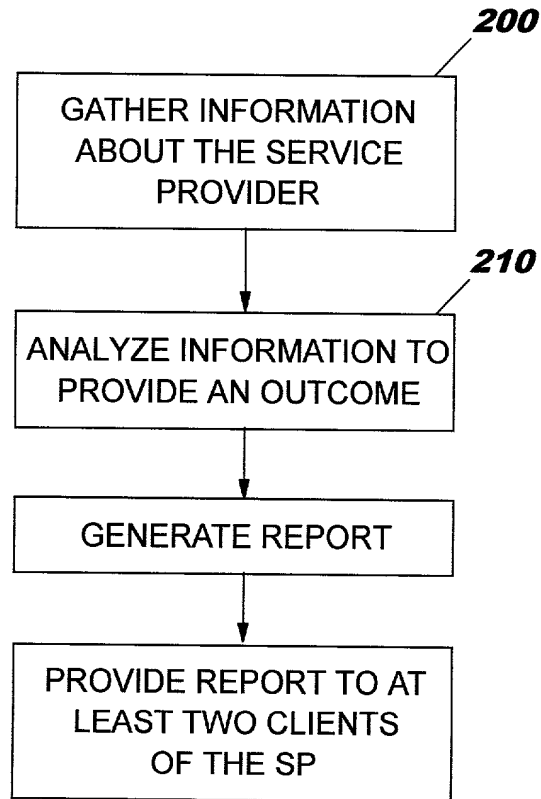 200
GATHER INFORMATION
ABOUT THE SERVICE
PROVIDER
210
ANALYZE INFORMATION TO
PROVIDE AN OUTCOME
GENERATE REPORT
PROVIDE REPORT TO AT
LEAST TWO CLIENTS
OF THE SP